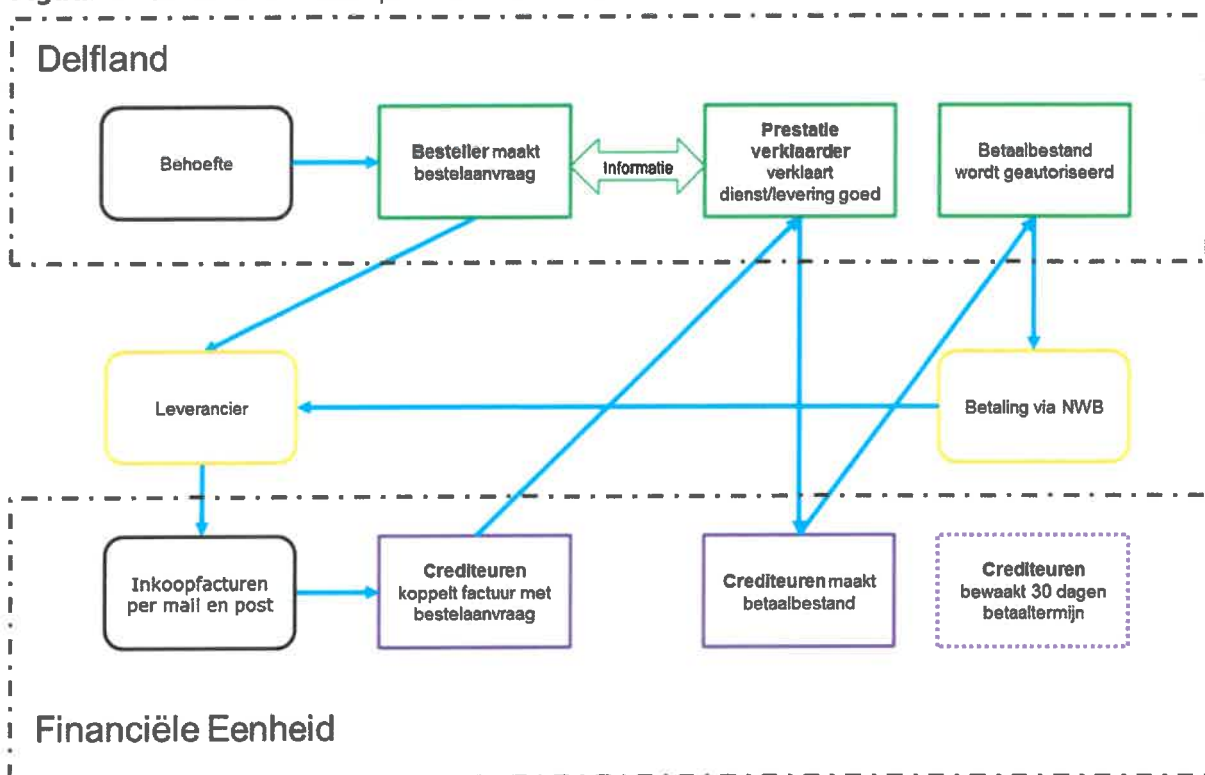 Delfland
Behoefte
Besteller maakt
bestelaanvraag
Informatie
Prestatie
verklaarder
verklaart
dienst/levering goed
Betaalbestand
wordt geautoriseerd
Leverancier
Betaling via NWB
Inkoopfacturen
per mail en post
Crediteuren
koppelt factuur met
bestelaanvraag
Crediteuren maakt
betaalbestand
Crediteuren
bewaakt 30 dagen
betaaltermijn
Financiële Eenheid